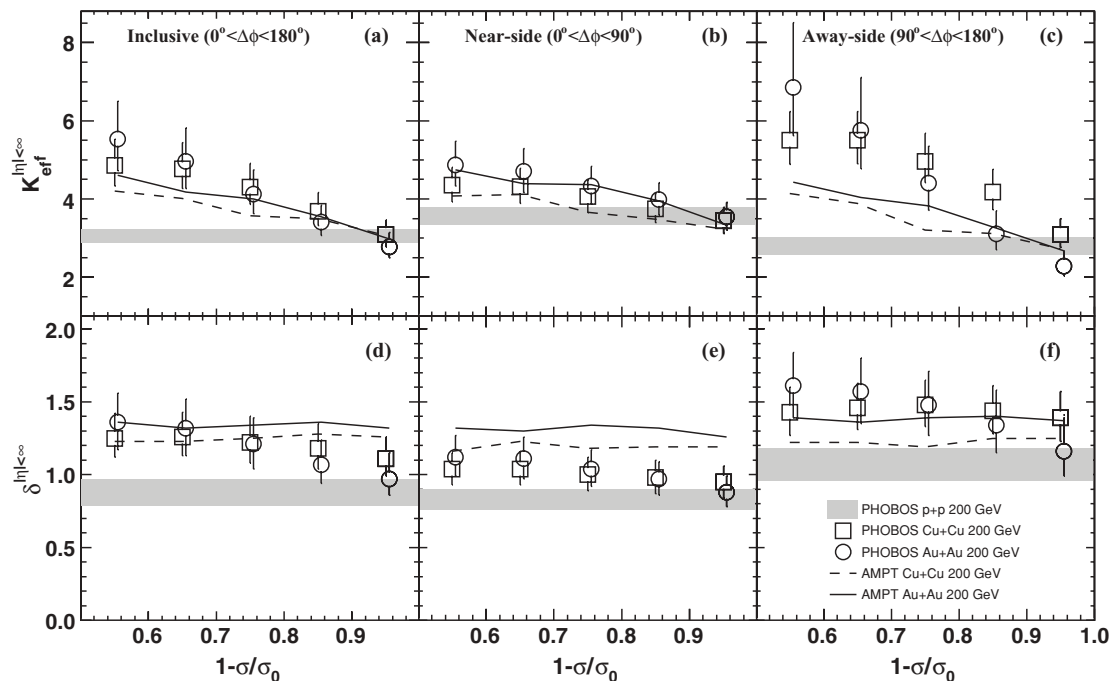 Inclusive (0°<Δφ<180°) (a)
Near-side (0°<Δφ<90°) (b)
Away-side (90°<Δφ<180°) (c)
8
6
4
2
K_eff^|η|<∞
(d)
(e)
(f)
2.0
1.5
1.0
0.5
0.0
δ^|η|<∞
PHOBOS p+p 200 GeV
PHOBOS Cu+Cu 200 GeV
PHOBOS Au+Au 200 GeV
AMPT Cu+Cu 200 GeV
AMPT Au+Au 200 GeV
0.6 0.7 0.8 0.9
0.6 0.7 0.8 0.9
0.6 0.7 0.8 0.9 1.0
1-σ/σ₀
1-σ/σ₀
1-σ/σ₀